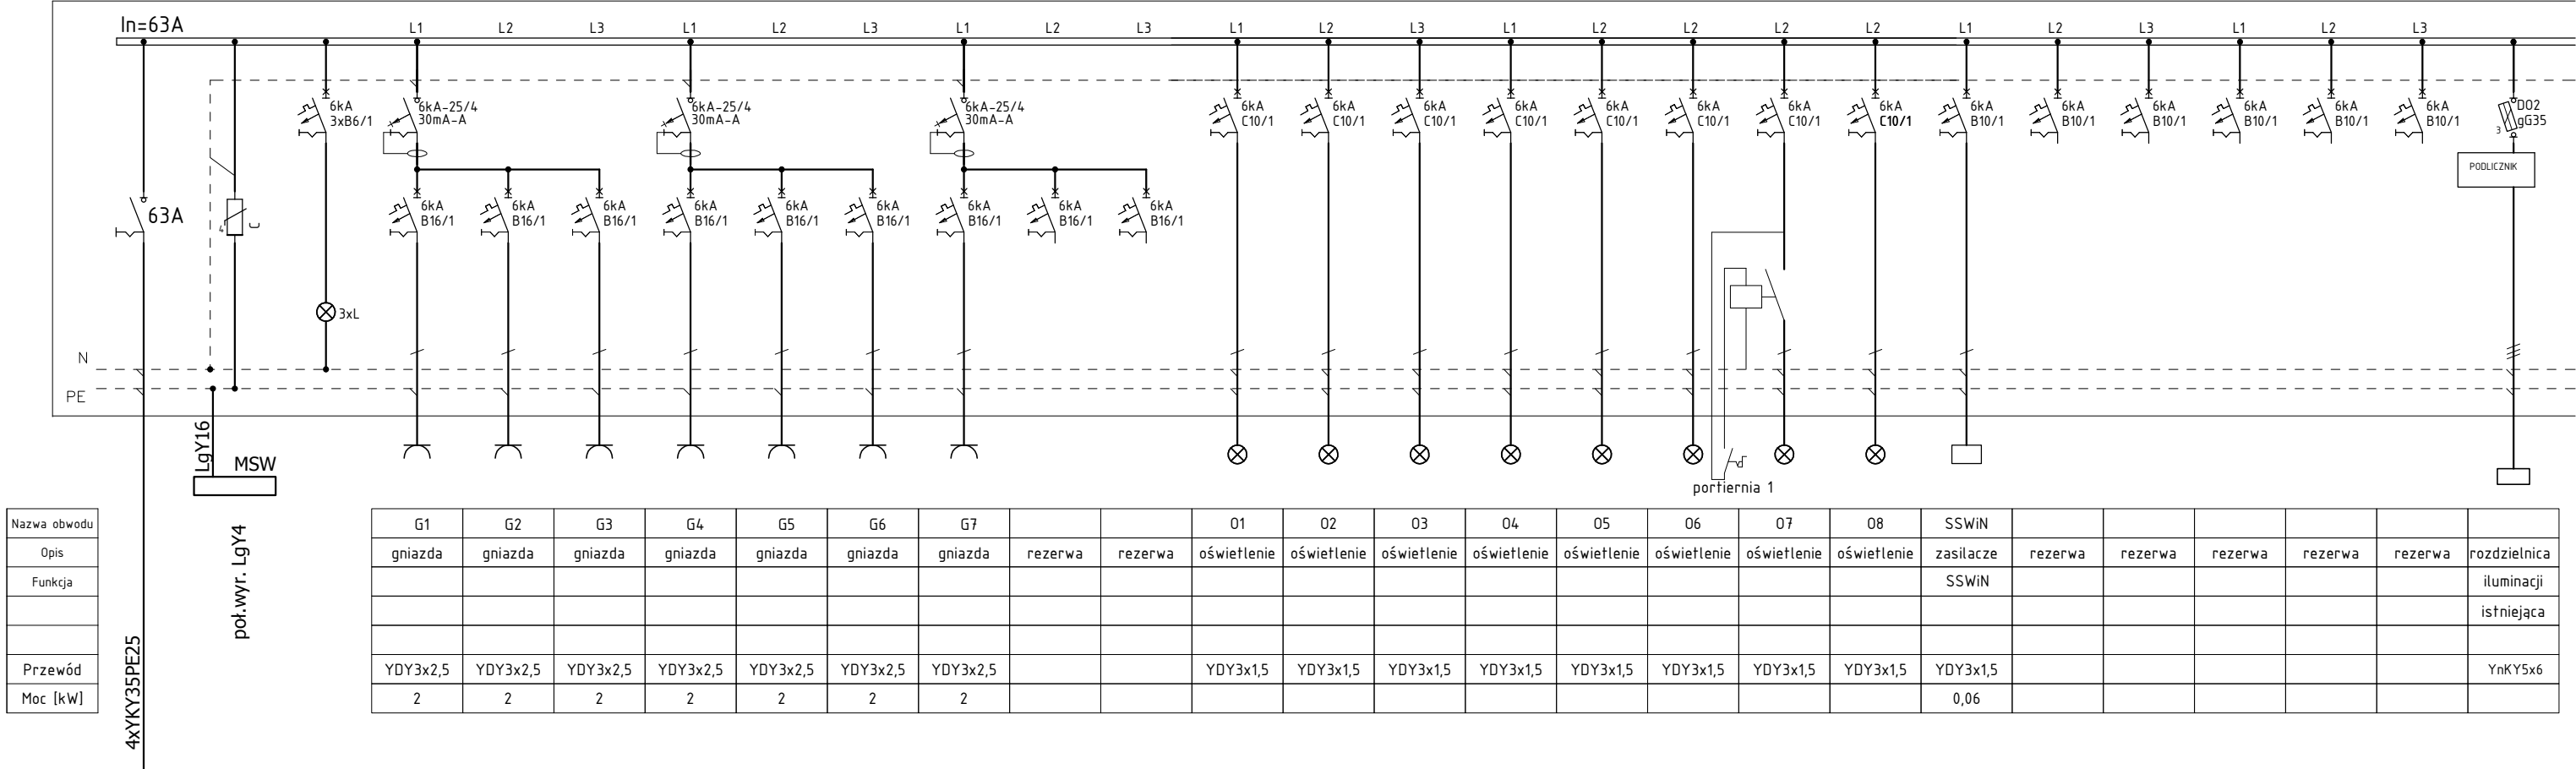 In=63A
L1 L2 L3 L1 L2 L3 L1 L2 L3 L1 L2 L3 L1 L2 L2 L2 L2 L1 L2 L3 L1 L2 L3
6kA 3xB6/1
6kA-25/4 30mA-A
6kA-25/4 30mA-A
6kA-25/4 30mA-A
6kA C10/1
6kA C10/1
6kA C10/1
6kA C10/1
6kA C10/1
6kA C10/1
6kA C10/1
6kA C10/1
6kA B10/1
6kA B10/1
6kA B10/1
6kA B10/1
6kA B10/1
6kA B10/1
D02 gG35
3
PODLICZNIK
63A
4
C
6kA B16/1
6kA B16/1
6kA B16/1
6kA B16/1
6kA B16/1
6kA B16/1
6kA B16/1
6kA B16/1
6kA B16/1
3xL
N
PE
LgY16
MSW
portiernia 1
poł.wyr. LgY4
4xYKY35PE25
Nazwa obwodu G1 G2 G3 G4 G5 G6 G7 O1 O2 O3 O4 O5 O6 O7 O8 SSWiN
Opis gniazda gniazda gniazda gniazda gniazda gniazda gniazda rezerwa rezerwa oświetlenie oświetlenie oświetlenie oświetlenie oświetlenie oświetlenie oświetlenie oświetlenie zasilacze rezerwa rezerwa rezerwa rezerwa rezerwa rozdzielnica
Funkcja SSWiN iluminacji
istniejąca
Przewód YDY3x2,5 YDY3x2,5 YDY3x2,5 YDY3x2,5 YDY3x2,5 YDY3x2,5 YDY3x2,5 YDY3x1,5 YDY3x1,5 YDY3x1,5 YDY3x1,5 YDY3x1,5 YDY3x1,5 YDY3x1,5 YDY3x1,5 YDY3x1,5 YnKY5x6
Moc [kW] 2 2 2 2 2 2 2 0,06